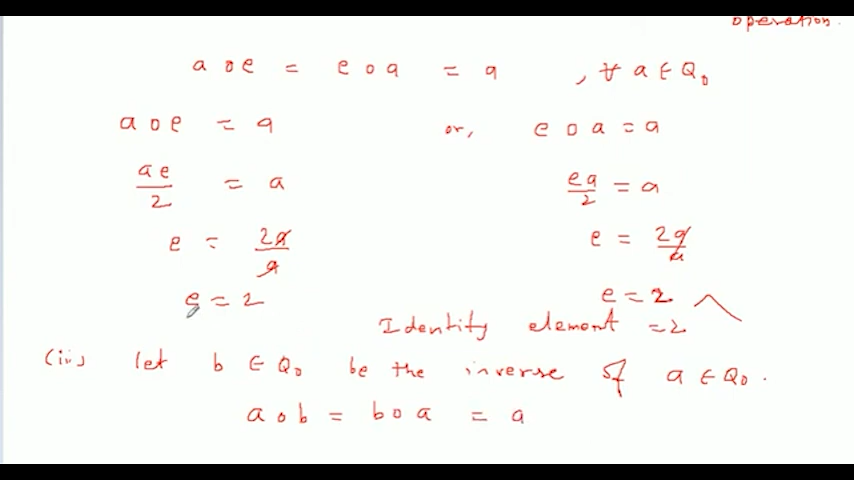 operation.
a o e = e o a = a , ∀ a ∈ Q₀
a o e = a or, e o a = a
ae/2 = a ea/2 = a
e = 2a/a e = 2a/a
e = 2 e = 2
Identity element = 2
(iii) let b ∈ Q₀ be the inverse of a ∈ Q₀.
a o b = b o a = a